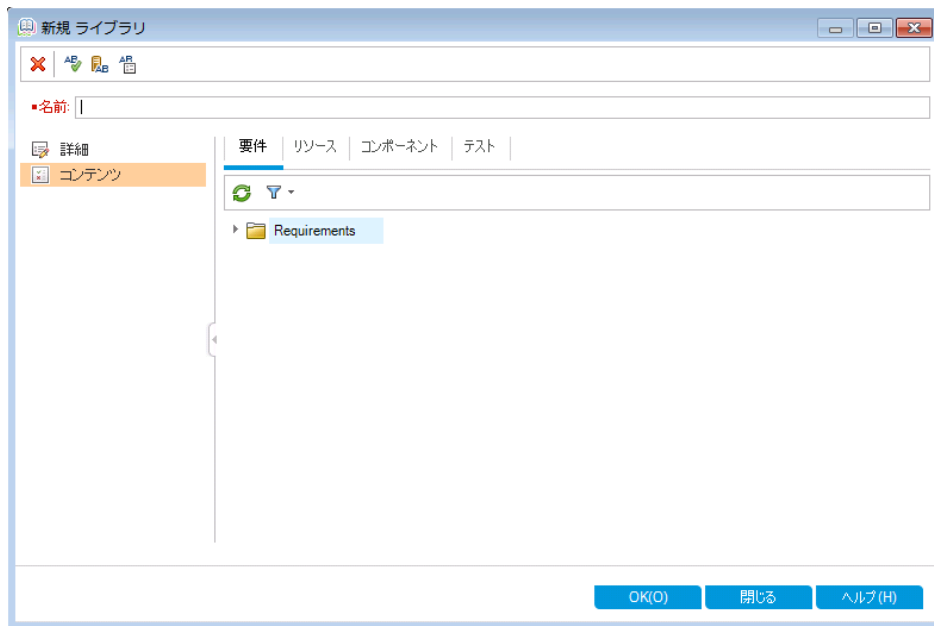 新規 ライブラリ
名前:
詳細
コンテンツ
要件 リソース コンポーネント テスト
Requirements
OK(O) 閉じる ヘルプ(H)